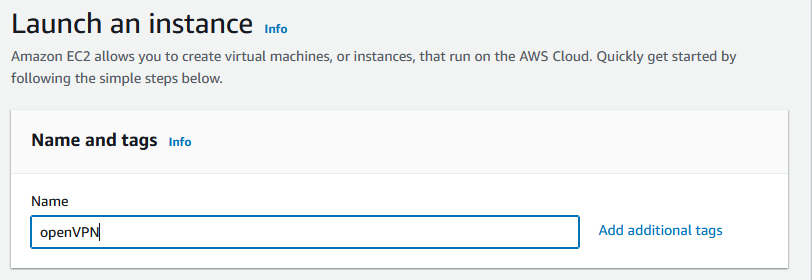 Launch an instance Info
Amazon EC2 allows you to create virtual machines, or instances, that run on the AWS Cloud. Quickly get started by
following the simple steps below.
Name and tags Info
Name
openVPN Add additional tags